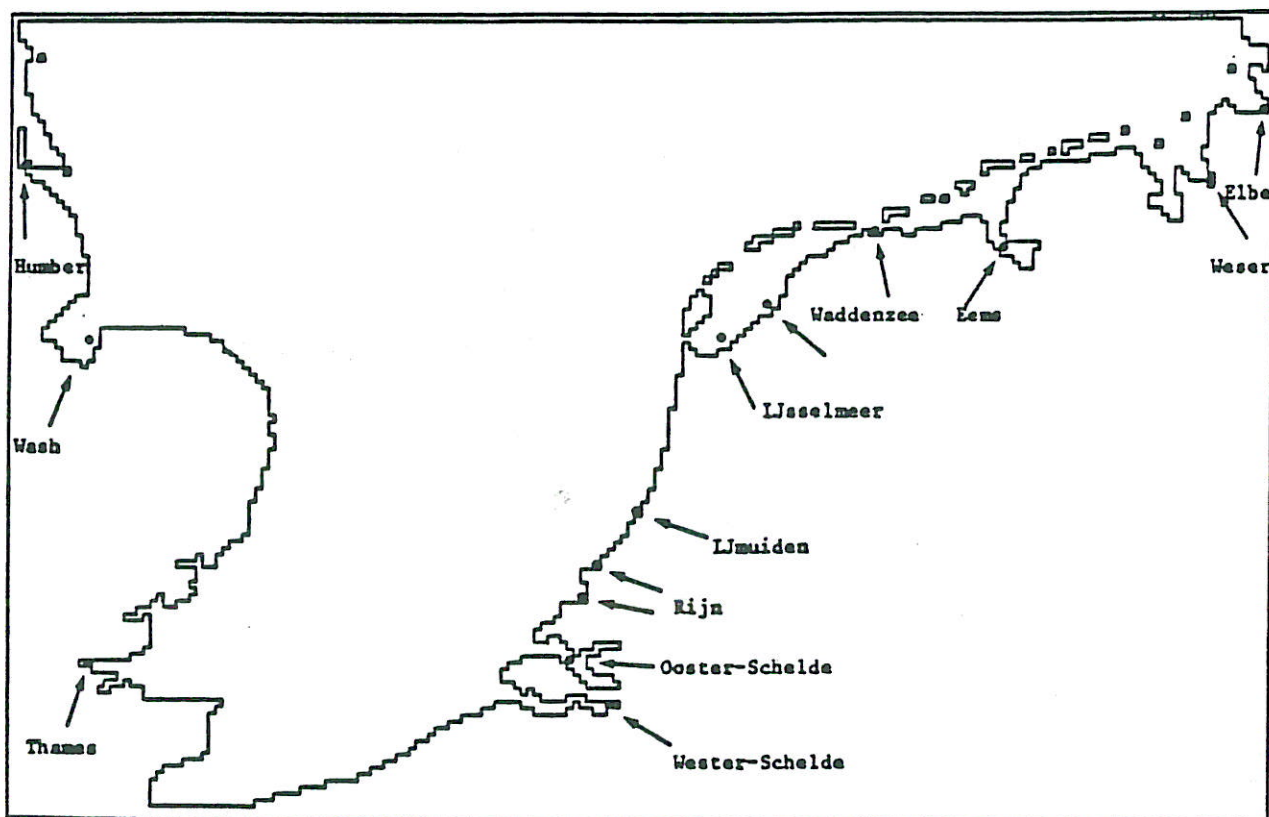 Elbe
Humber
Weser
Waddenzee
Eems
IJsselmeer
Wash
IJmuiden
Rijn
Ooster-Schelde
Thames
Wester-Schelde